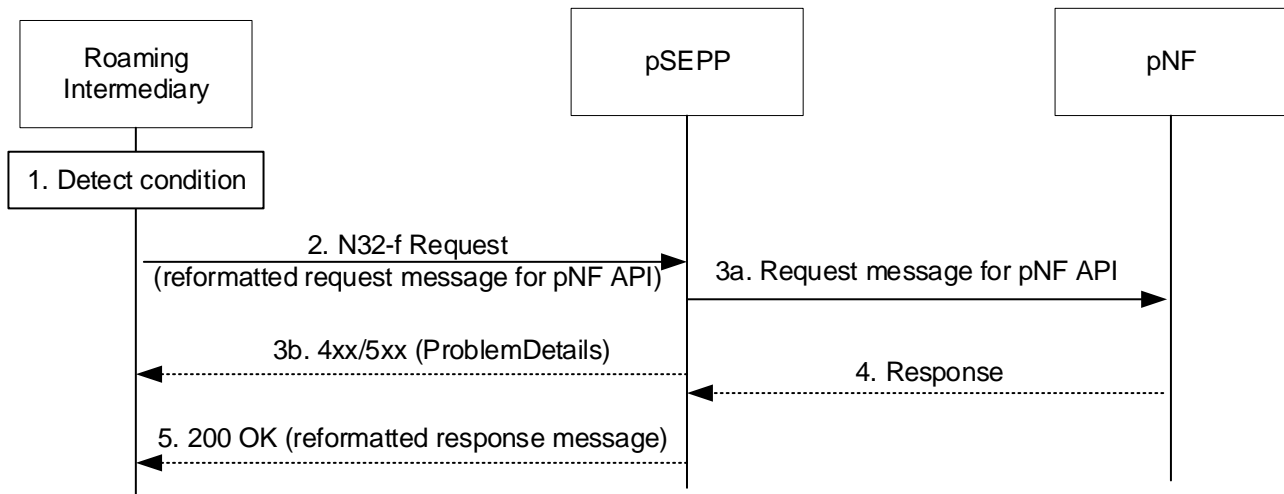 Roaming
Intermediary
pSEPP
pNF
1. Detect condition
2. N32-f Request
(reformatted request message for pNF API)
3a. Request message for pNF API
3b. 4xx/5xx (ProblemDetails)
4. Response
5. 200 OK (reformatted response message)